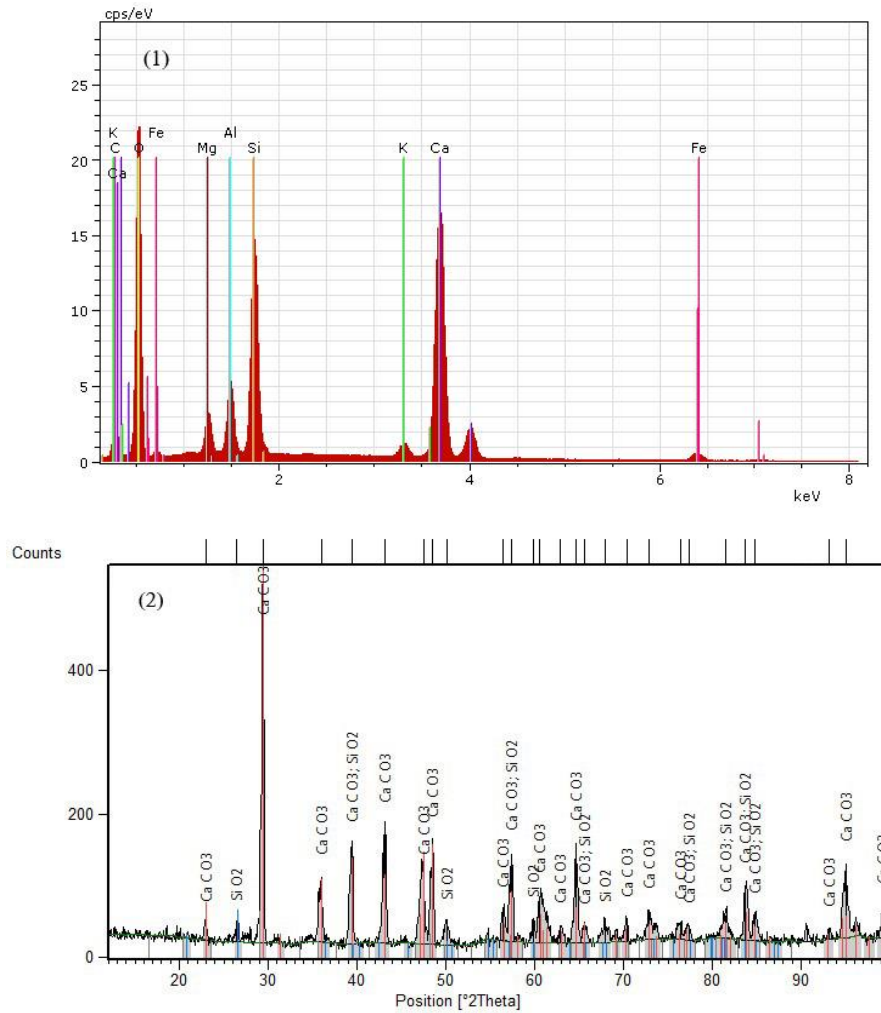 cps/eV
(1)
25
K Fe Al
C O Mg Si K Ca Fe
20
Ca
15
10
5
0
2 4 6 8
keV
Counts
(2)
Ca C O3
400
Ca C O3; Si O2
Ca C O3
200
Ca C O3
Ca C O3
Ca C O3; Si O2
Ca C O3
Ca C O3; Si O2
Ca C O3
Ca C O3
Ca C O3
Si O2
Ca C O3
Si O2
Ca C O3
Si O2
Ca C O3
Ca C O3
Ca C O3; Si O2
Si O2
Ca C O3
Ca C O3
Ca C O3
Ca C O3; Si O2
Ca C O3; Si O2
Ca C O3; Si O2
Ca C O3
0
20 30 40 50 60 70 80 90
Position [°2Theta]